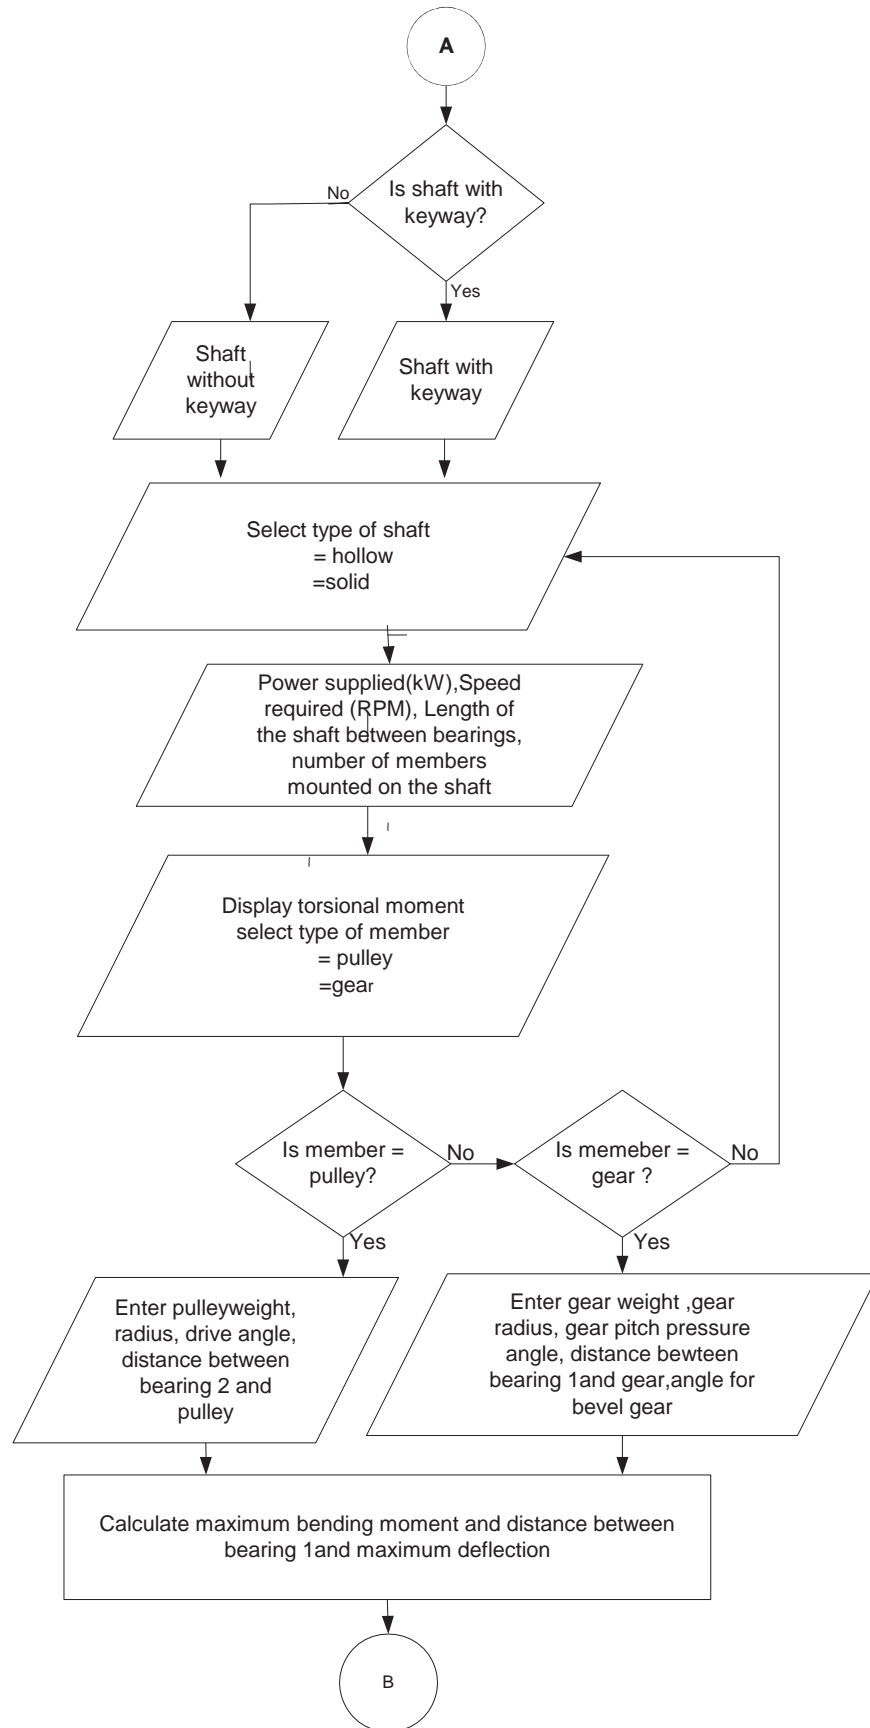 A
Is shaft with
keyway?
No
Yes
Shaft
without
keyway
Shaft with
keyway
Select type of shaft
= hollow
=solid
Power supplied(kW),Speed
required (RPM), Length of
the shaft between bearings,
number of members
mounted on the shaft
Display torsional moment
select type of member
= pulley
=gear
Is member =
pulley?
No
Is memeber =
gear ?
No
Yes
Yes
Enter pulleyweight,
radius, drive angle,
distance between
bearing 2 and
pulley
Enter gear weight ,gear
radius, gear pitch pressure
angle, distance bewteen
bearing 1and gear,angle for
bevel gear
Calculate maximum bending moment and distance between
bearing 1and maximum deflection
B